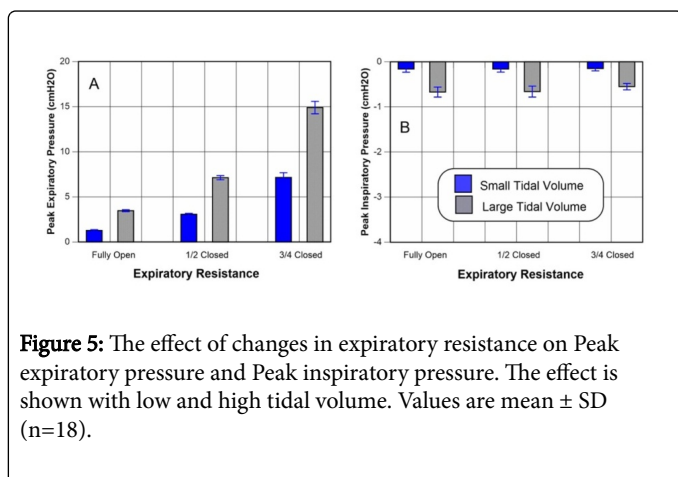 20
15
10
5
0
Peak Expiratory Pressure (cmH2O)
A
Fully Open
1/2 Closed
3/4 Closed
Expiratory Resistance
0
-1
-2
-3
-4
Peak Inspiratory Pressure (cmH2O)
B
Small Tidal Volume
Large Tidal Volume
Fully Open
1/2 Closed
3/4 Closed
Expiratory Resistance
Figure 5: The effect of changes in expiratory resistance on Peak
expiratory pressure and Peak inspiratory pressure. The effect is
shown with low and high tidal volume. Values are mean ± SD
(n=18).